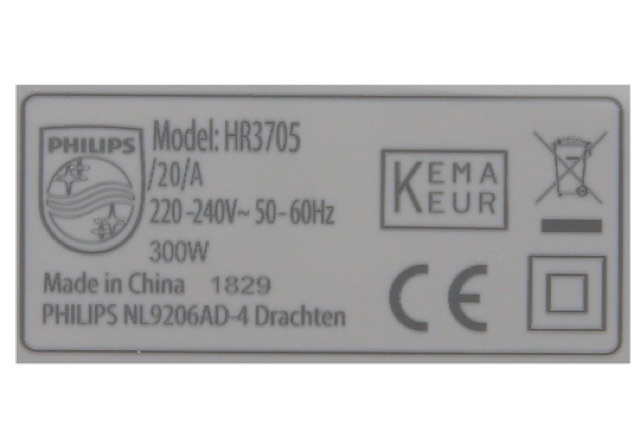 PHILIPS
Model: HR3705
/20/A
220-240V~ 50-60Hz
300W
Made in China 1829
PHILIPS NL9206AD-4 Drachten
KEMA
KEUR
CE